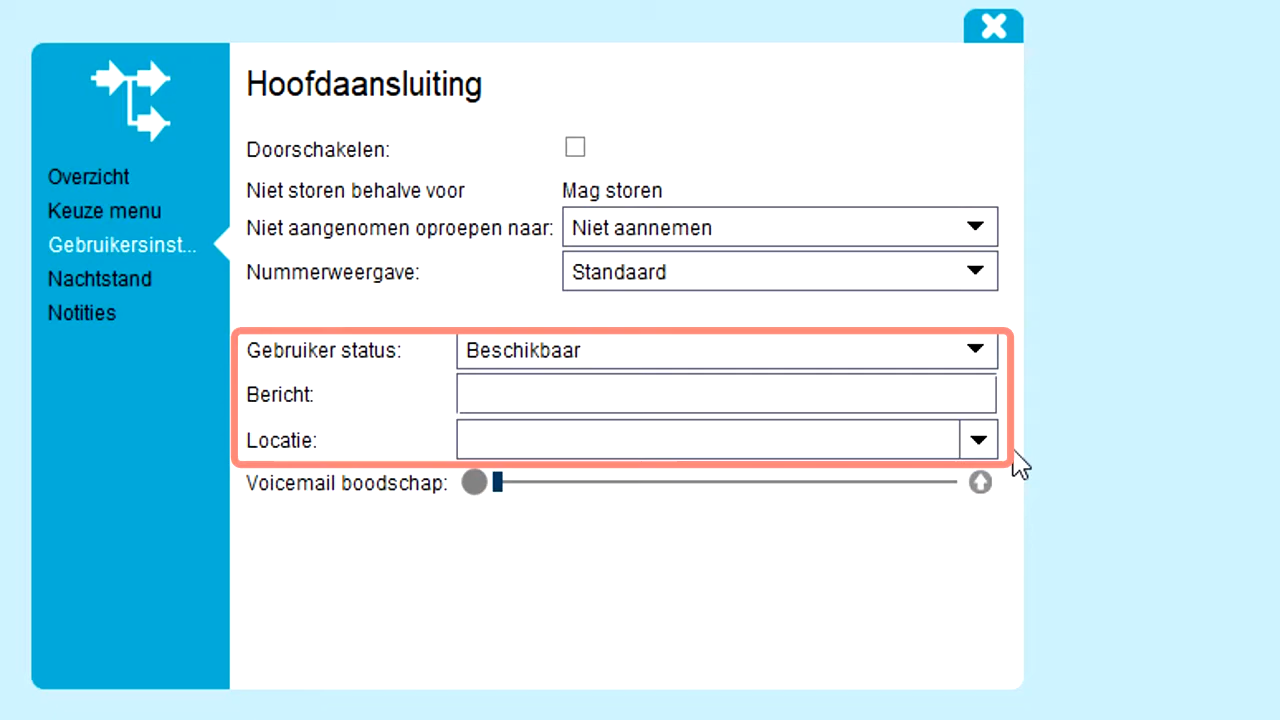 Hoofdaansluiting
Overzicht
Keuze menu
Gebruikersinst...
Nachtstand
Notities
Doorschakelen:
Niet storen behalve voor Mag storen
Niet aangenomen oproepen naar: Niet aannemen
Nummerweergave: Standaard
Gebruiker status: Beschikbaar
Bericht:
Locatie:
Voicemail boodschap: